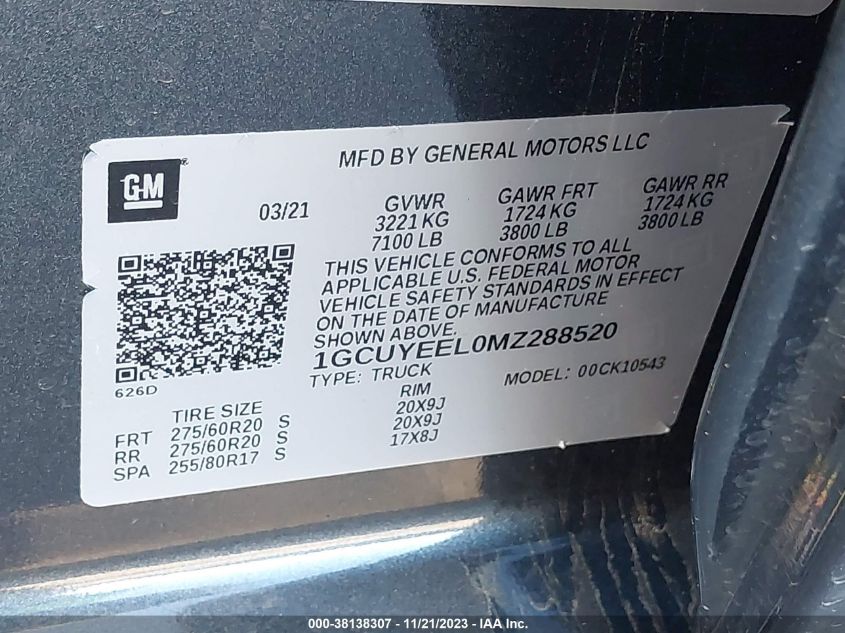 MFD BY GENERAL MOTORS LLC
GM ®
03/21
GVWR
3221 KG
7100 LB
GAWR FRT
1724 KG
3800 LB
GAWR RR
1724 KG
3800 LB
THIS VEHICLE CONFORMS TO ALL
APPLICABLE U.S. FEDERAL MOTOR
VEHICLE SAFETY STANDARDS IN EFFECT
ON THE DATE OF MANUFACTURE
SHOWN ABOVE.
1GCUYEEL0MZ288520
TYPE: TRUCK MODEL: 00CK10543
626D
TIRE SIZE RIM
FRT 275/60R20 S 20X9J
RR 275/60R20 S 20X9J
SPA 255/80R17 S 17X8J
000-38138307 - 11/21/2023 - IAA Inc.